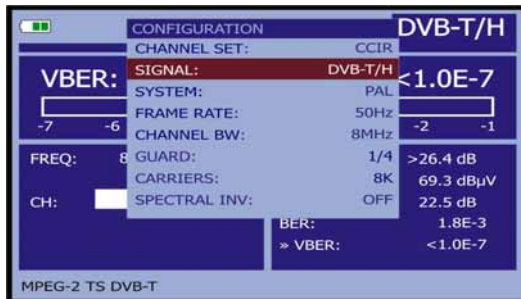 CONFIGURATION
DVB-T/H
CHANNEL SET: CCIR
SIGNAL: DVB-T/H
VBER: <1.0E-7
SYSTEM: PAL
FRAME RATE: 50Hz
-7 -6 -2 -1
CHANNEL BW: 8MHz
FREQ: 8
GUARD: 1/4
>26.4 dB
CARRIERS: 8K
69.3 dBµV
CH:
SPECTRAL INV: OFF
22.5 dB
BER: 1.8E-3
» VBER: <1.0E-7
MPEG-2 TS DVB-T